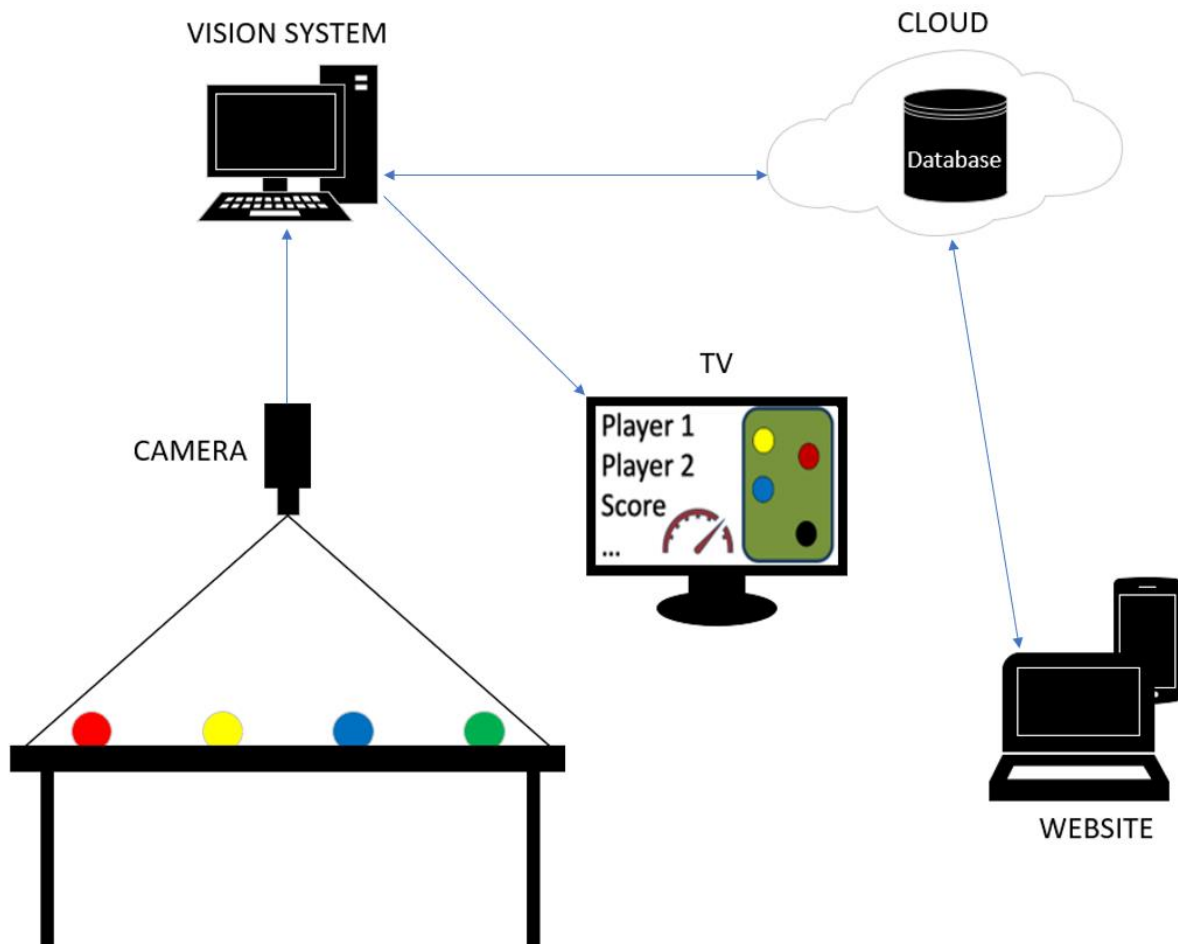 VISION SYSTEM
CLOUD
Database
TV
Player 1
Player 2
Score
...
CAMERA
WEBSITE